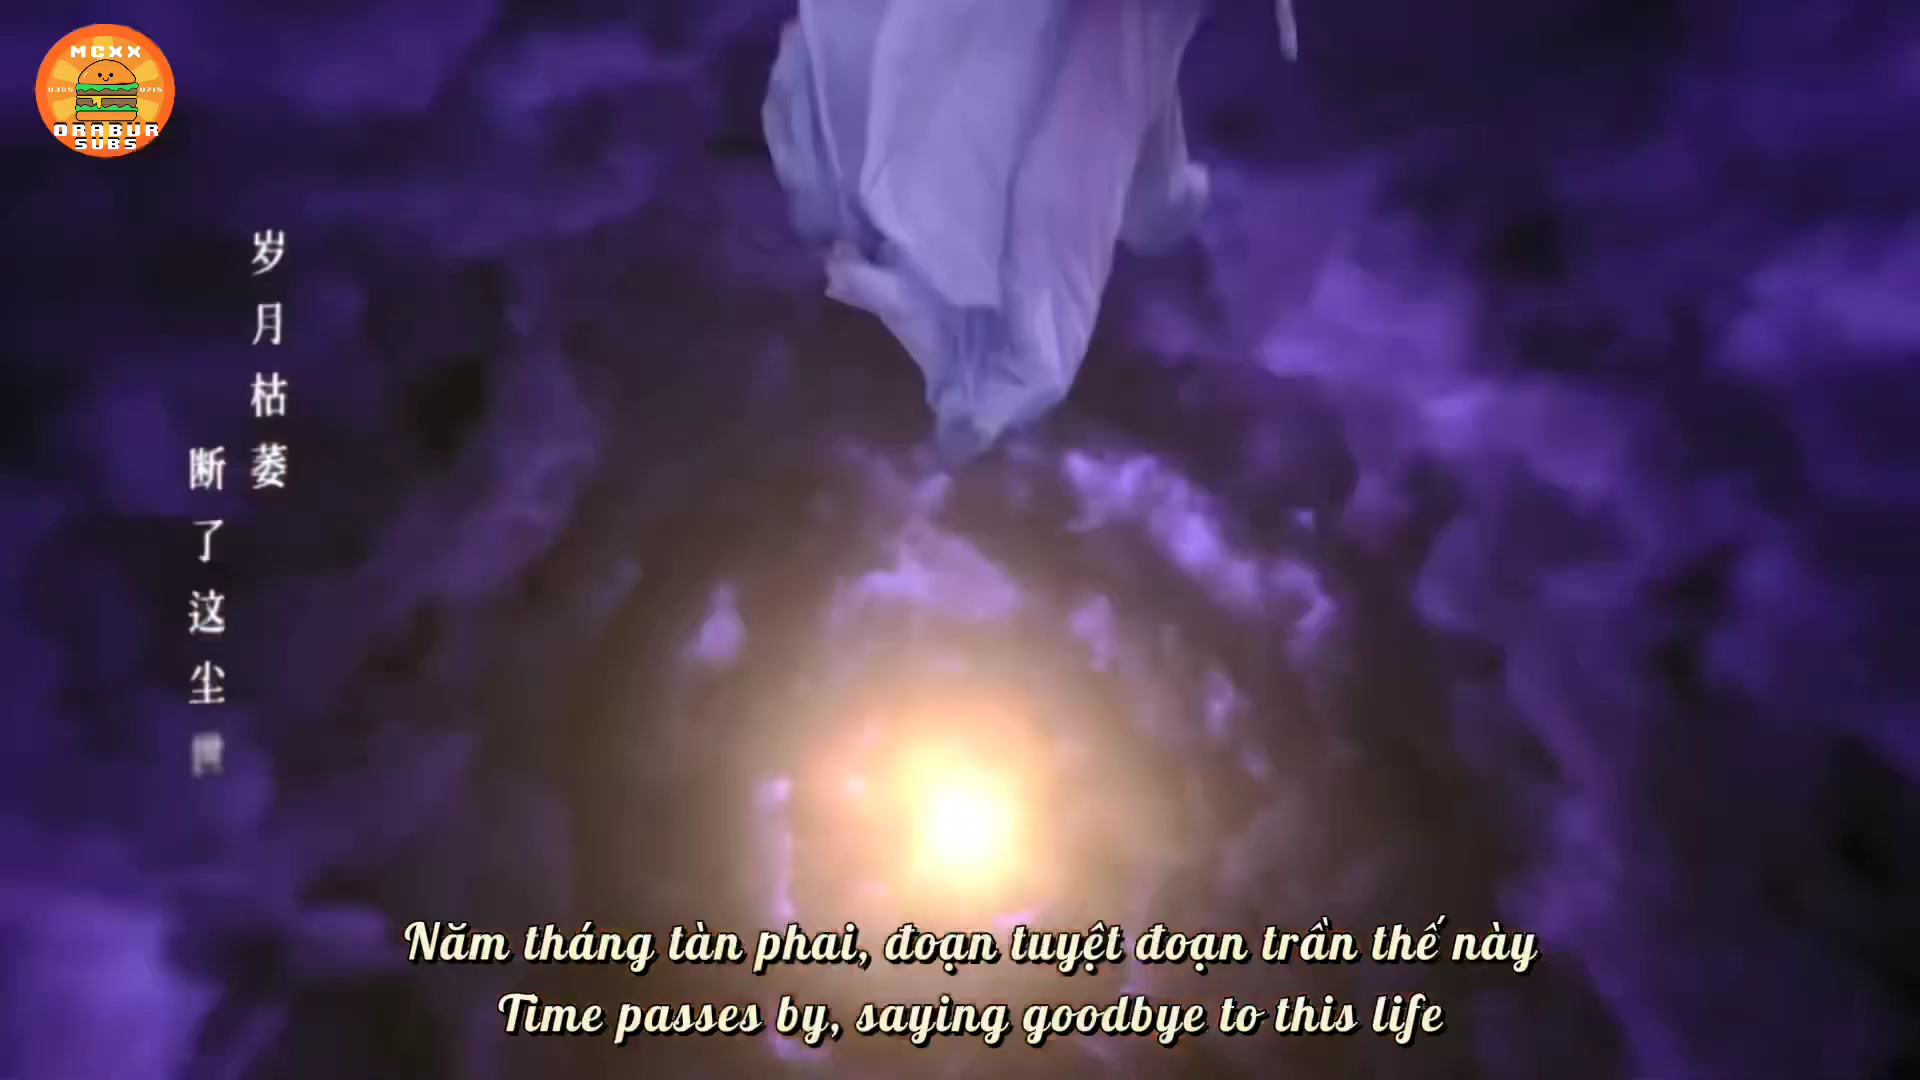 MCXX
0385 0715
ORABUR
SUBS
岁月枯萎
断了这尘
Năm tháng tàn phai, đoạn tuyệt đoạn trần thế này
Time passes by, saying goodbye to this life